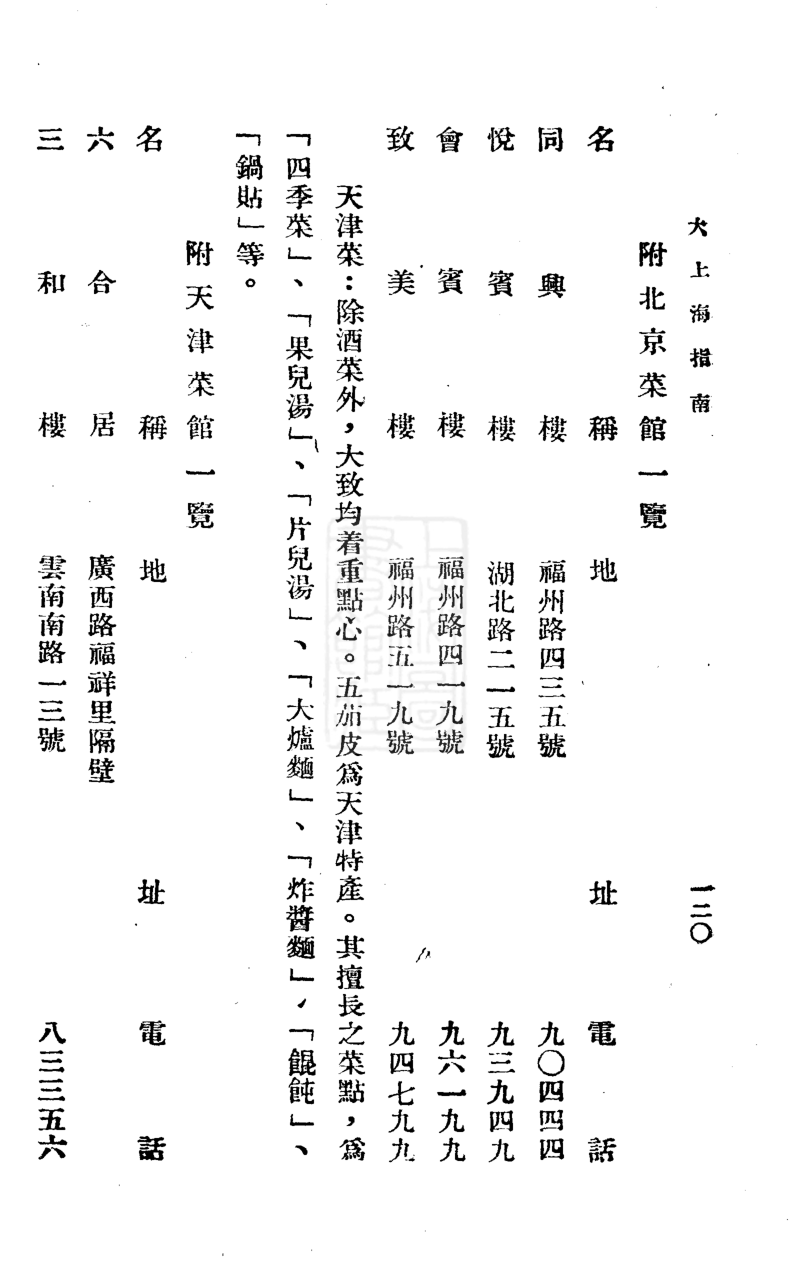 大上海指南　一二〇
附北京菜館一覽
名稱　地址　電話
同興樓　福州路四三五號　九〇四四四
悅賓樓　湖北路二一五號　九三九四九
會賓樓　福州路四一九號　九六一九九
致美樓　福州路五一九號　九四七九九
天津菜：除酒菜外，大致均着重點心。五茄皮爲天津特產。其擅長之菜點，爲
「四季菜」、「果兒湯」、「片兒湯」、「大爐麵」、「炸醬麵」、「餛飩」、
「鍋貼」等。
附天津菜館一覽
名稱　地址　電話
六合居　廣西路福祥里隔壁
三和樓　雲南南路一三號　八三三五六